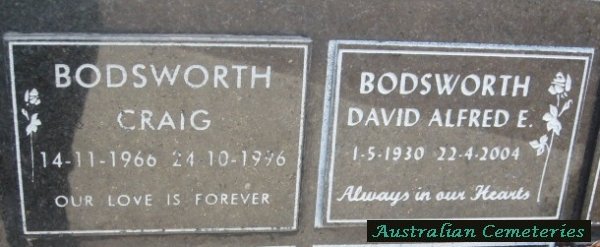 BODSWORTH
CRAIG
14-11-1966 24-10-1996
OUR LOVE IS FOREVER
BODSWORTH
DAVID ALFRED E.
1-5-1930 22-4-2004
Always in our Hearts
Australian Cemeteries